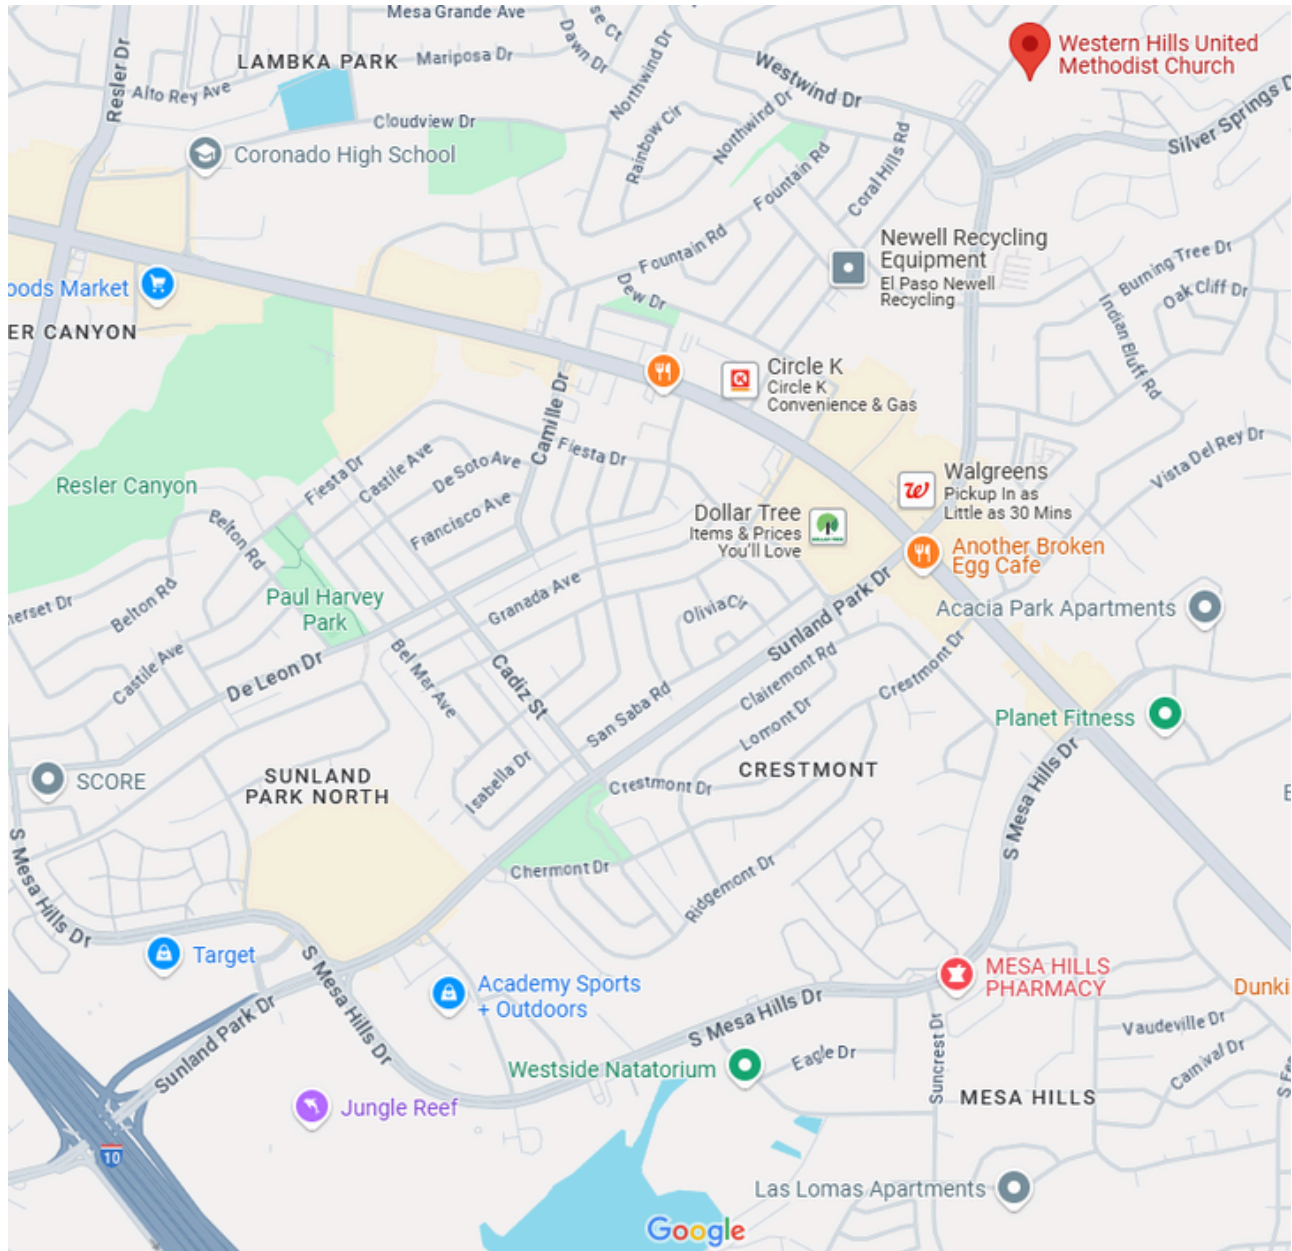 Mesa Grande Ave
se Ct
Dawn Dr
Northwind Dr
Westwind Dr
Western Hills United
Methodist Church
Resler Dr
LAMBKA PARK
Mariposa Dr
Alto Rey Ave
Cloudview Dr
Rainbow Cir
Northwind Dr
Silver Springs D
Coronado High School
Fountain Rd
Coral Hills Rd
Fountain Rd
Newell Recycling
Equipment
El Paso Newell
Recycling
Burning Tree Dr
Oak Cliff Dr
oods Market
Dew Dr
Indian Bluff Rd
ER CANYON
Circle K
Circle K
Convenience & Gas
Camille Dr
Fiesta Dr
Castile Ave
De Soto Ave
Fiesta Dr
Vista Del Rey Dr
Resler Canyon
Francisco Ave
Walgreens
Pickup In as
Little as 30 Mins
Dollar Tree
Items & Prices
You'll Love
Belton Rd
Another Broken
Egg Cafe
Belton Rd
Paul Harvey
Park
Granada Ave
Olivia Cir
Sunland Park Dr
Acacia Park Apartments
nerset Dr
Castile Ave
De Leon Dr
Bel Mar Ave
Cadiz St
San Saba Rd
Clairemont Rd
Crestmont Dr
Lomont Dr
Planet Fitness
SCORE
SUNLAND
PARK NORTH
Isabella Dr
Crestmont Dr
CRESTMONT
S Mesa Hills Dr
E
S Mesa Hills Dr
Chermont Dr
Ridgemont Dr
Target
S Mesa Hills Dr
Academy Sports
+ Outdoors
MESA HILLS
PHARMACY
Dunki
Sunland Park Dr
S Mesa Hills Dr
Vaudeville Dr
Westside Natatorium
Eagle Dr
Suncrest Dr
Carnival Dr
S Fe
Jungle Reef
MESA HILLS
10
Las Lomas Apartments
Google